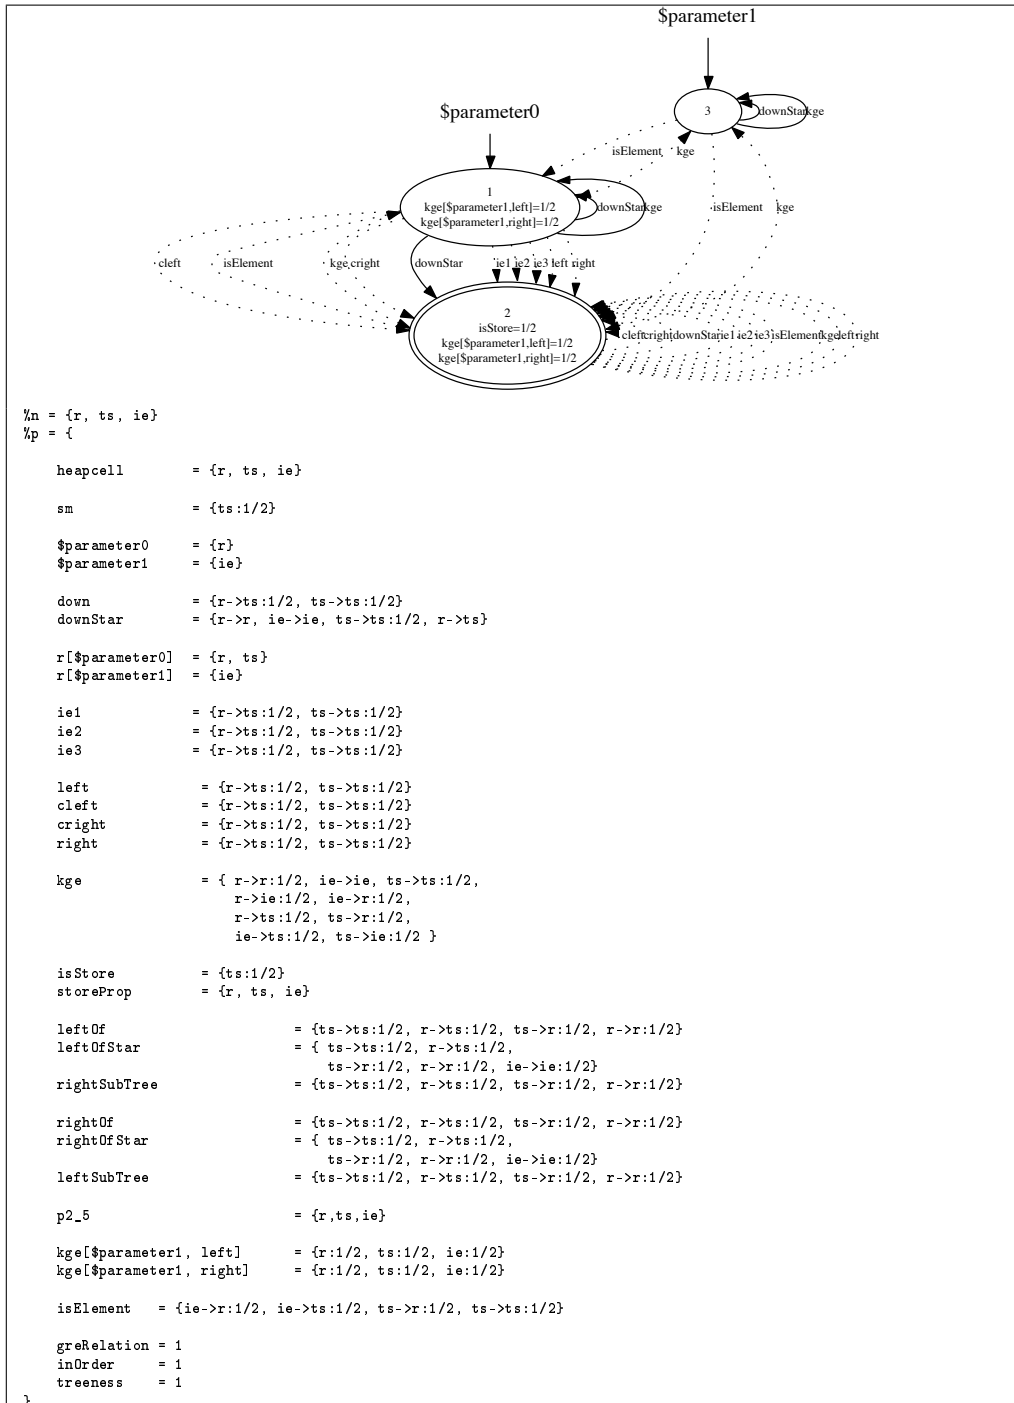 $parameter1
3
downStar kge
$parameter0
isElement kge
1
kge[$parameter1,left]=1/2
kge[$parameter1,right]=1/2
downStar kge
isElement kge
cleft isElement kge cright downStar ie1 ie2 ie3 left right
2
isStore=1/2
kge[$parameter1,left]=1/2
kge[$parameter1,right]=1/2
cleft cright downStar ie1 ie2 ie3 isElement kge left right
%n = {r, ts, ie}
%p = {
heapcell = {r, ts, ie}
sm = {ts:1/2}
$parameter0 = {r}
$parameter1 = {ie}
down = {r->ts:1/2, ts->ts:1/2}
downStar = {r->r, ie->ie, ts->ts:1/2, r->ts}
r[$parameter0] = {r, ts}
r[$parameter1] = {ie}
ie1 = {r->ts:1/2, ts->ts:1/2}
ie2 = {r->ts:1/2, ts->ts:1/2}
ie3 = {r->ts:1/2, ts->ts:1/2}
left = {r->ts:1/2, ts->ts:1/2}
cleft = {r->ts:1/2, ts->ts:1/2}
cright = {r->ts:1/2, ts->ts:1/2}
right = {r->ts:1/2, ts->ts:1/2}
kge = { r->r:1/2, ie->ie, ts->ts:1/2,
r->ie:1/2, ie->r:1/2,
r->ts:1/2, ts->r:1/2,
ie->ts:1/2, ts->ie:1/2 }
isStore = {ts:1/2}
storeProp = {r, ts, ie}
leftOf = {ts->ts:1/2, r->ts:1/2, ts->r:1/2, r->r:1/2}
leftOfStar = { ts->ts:1/2, r->ts:1/2,
ts->r:1/2, r->r:1/2, ie->ie:1/2}
rightSubTree = {ts->ts:1/2, r->ts:1/2, ts->r:1/2, r->r:1/2}
rightOf = {ts->ts:1/2, r->ts:1/2, ts->r:1/2, r->r:1/2}
rightOfStar = { ts->ts:1/2, r->ts:1/2,
ts->r:1/2, r->r:1/2, ie->ie:1/2}
leftSubTree = {ts->ts:1/2, r->ts:1/2, ts->r:1/2, r->r:1/2}
p2_5 = {r,ts,ie}
kge[$parameter1, left] = {r:1/2, ts:1/2, ie:1/2}
kge[$parameter1, right] = {r:1/2, ts:1/2, ie:1/2}
isElement = {ie->r:1/2, ie->ts:1/2, ts->r:1/2, ts->ts:1/2}
greRelation = 1
inOrder = 1
treeness = 1
}